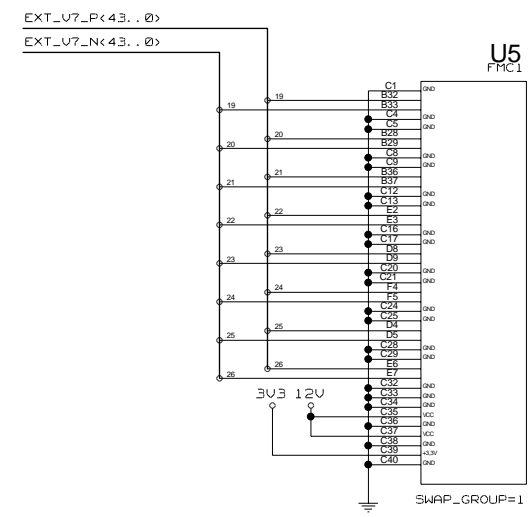 EXT_V7_P<43..0>
EXT_V7_N<43..0>
U5
FMC1
C1 GND
19 B32
19 B33
C4 GND
C5 GND
20 B28
20 B29
C8 GND
C9 GND
21 B36
21 B37
C12 GND
C13 GND
22 E2
22 E3
C16 GND
C17 GND
23 D8
23 D9
C20 GND
C21 GND
24 F4
24 F5
C24 GND
C25 GND
25 D4
25 D5
C28 GND
C29 GND
26 E6
26 E7
C32 GND
3V3 12V
C33 GND
C34 GND
C35 VCC
C36 GND
C37 VCC
C38 GND
C39 +3.3V
C40 GND
SWAP_GROUP=1